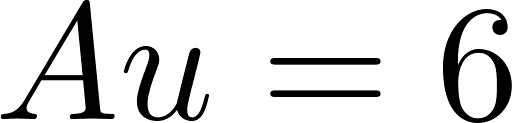 Au = 6